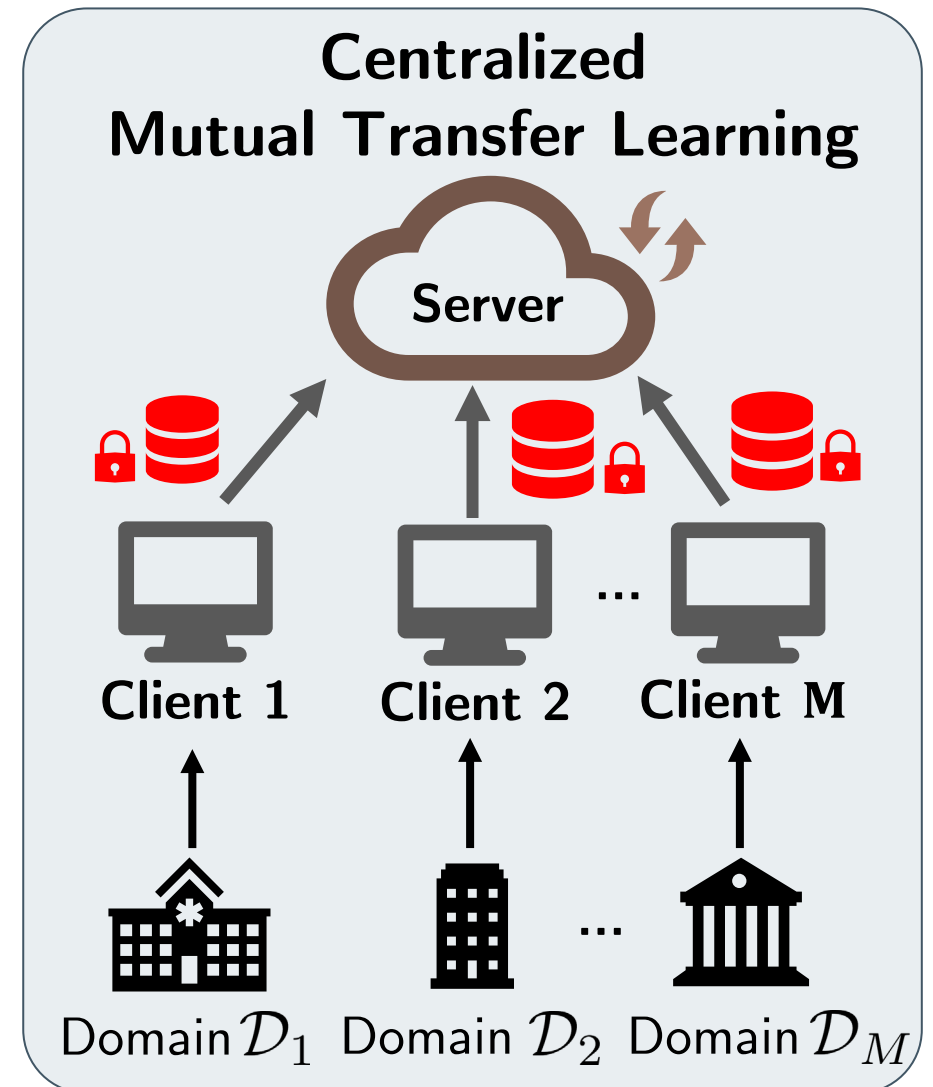 Centralized
Mutual Transfer Learning
Server
...
Client 1 Client 2 Client M
...
Domain 𝒟₁ Domain 𝒟₂ Domain 𝒟_M